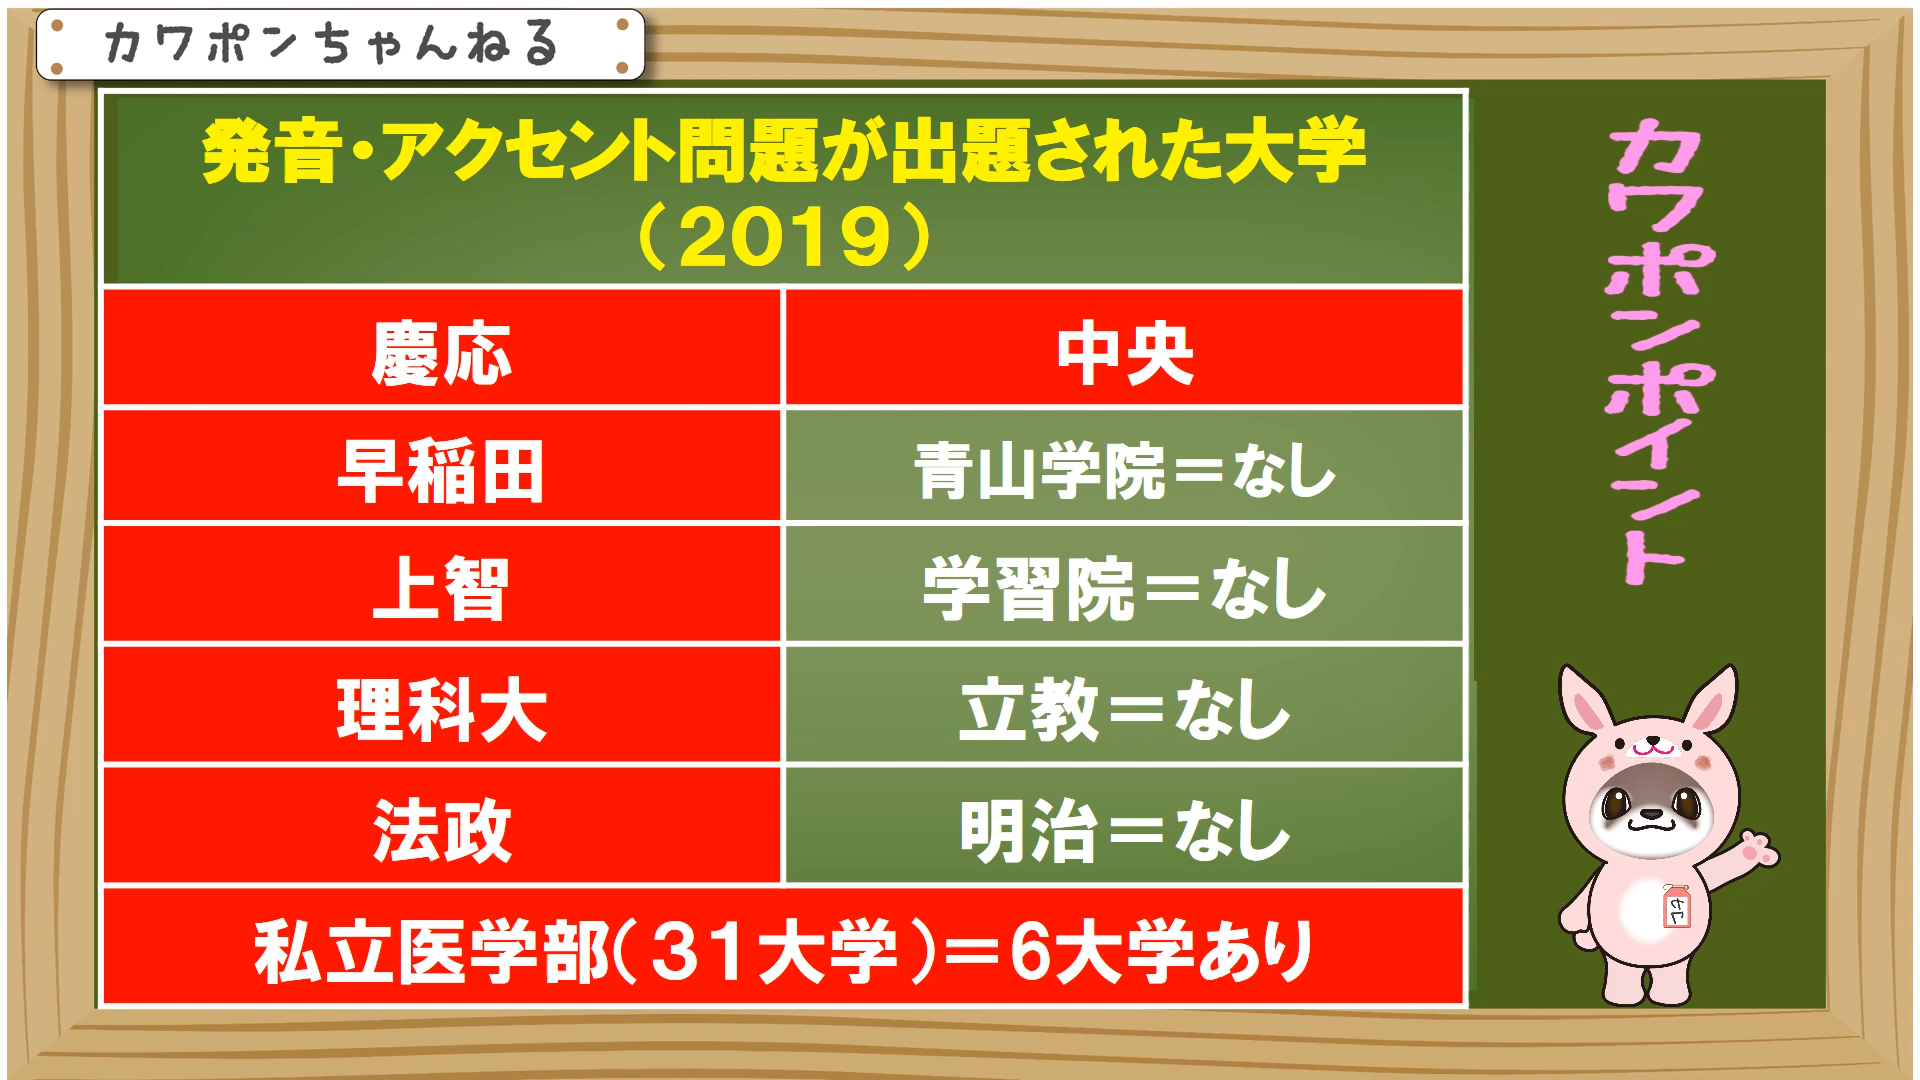 カワポンちゃんねる
発音・アクセント問題が出題された大学
（2019）
慶応
中央
早稲田
青山学院＝なし
上智
学習院＝なし
理科大
立教＝なし
法政
明治＝なし
私立医学部（31大学）＝6大学あり
カワポンポイント
カワ